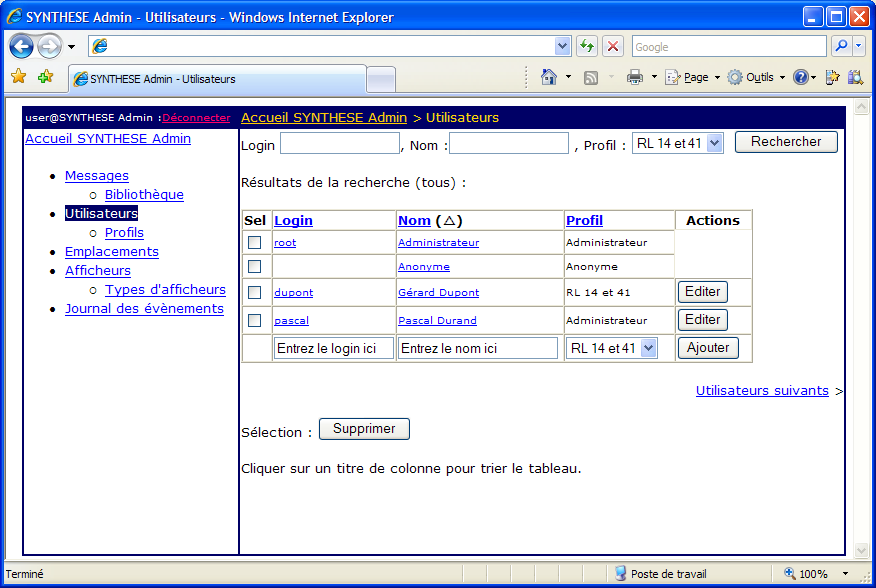 SYNTHESE Admin - Utilisateurs - Windows Internet Explorer
Google
SYNTHESE Admin - Utilisateurs
Page
Outils
user@SYNTHESE Admin :Déconnecter
Accueil SYNTHESE Admin > Utilisateurs
Accueil SYNTHESE Admin
Messages
Bibliothèque
Utilisateurs
Profils
Emplacements
Afficheurs
Types d'afficheurs
Journal des évènements
Login , Nom : , Profil : RL 14 et 41 Rechercher
Résultats de la recherche (tous) :
Sel Login Nom (△) Profil Actions
root Administrateur Administrateur
Anonyme Anonyme
dupont Gérard Dupont RL 14 et 41 Editer
pascal Pascal Durand Administrateur Editer
Entrez le login ici Entrez le nom ici RL 14 et 41 Ajouter
Utilisateurs suivants >
Sélection : Supprimer
Cliquer sur un titre de colonne pour trier le tableau.
Terminé Poste de travail 100%